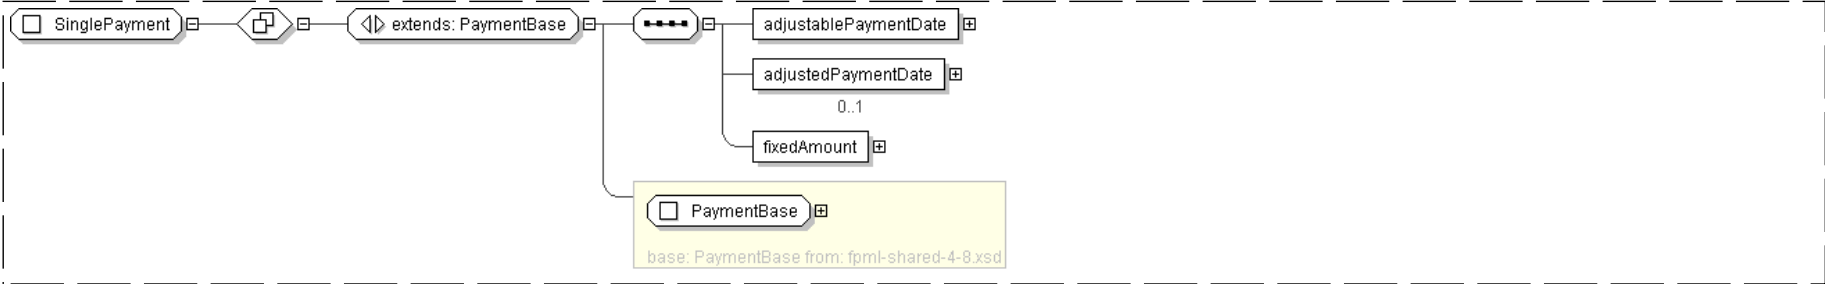 SinglePayment
extends: PaymentBase
adjustablePaymentDate
adjustedPaymentDate
0..1
fixedAmount
PaymentBase
base: PaymentBase from: fpml-shared-4-8.xsd